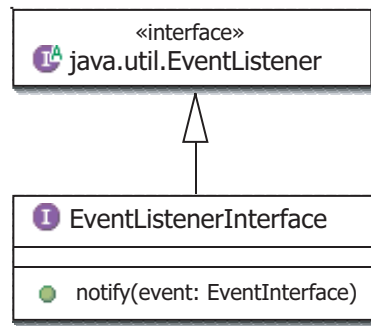 «interface»
java.util.EventListener
EventListenerInterface
notify(event: EventInterface)